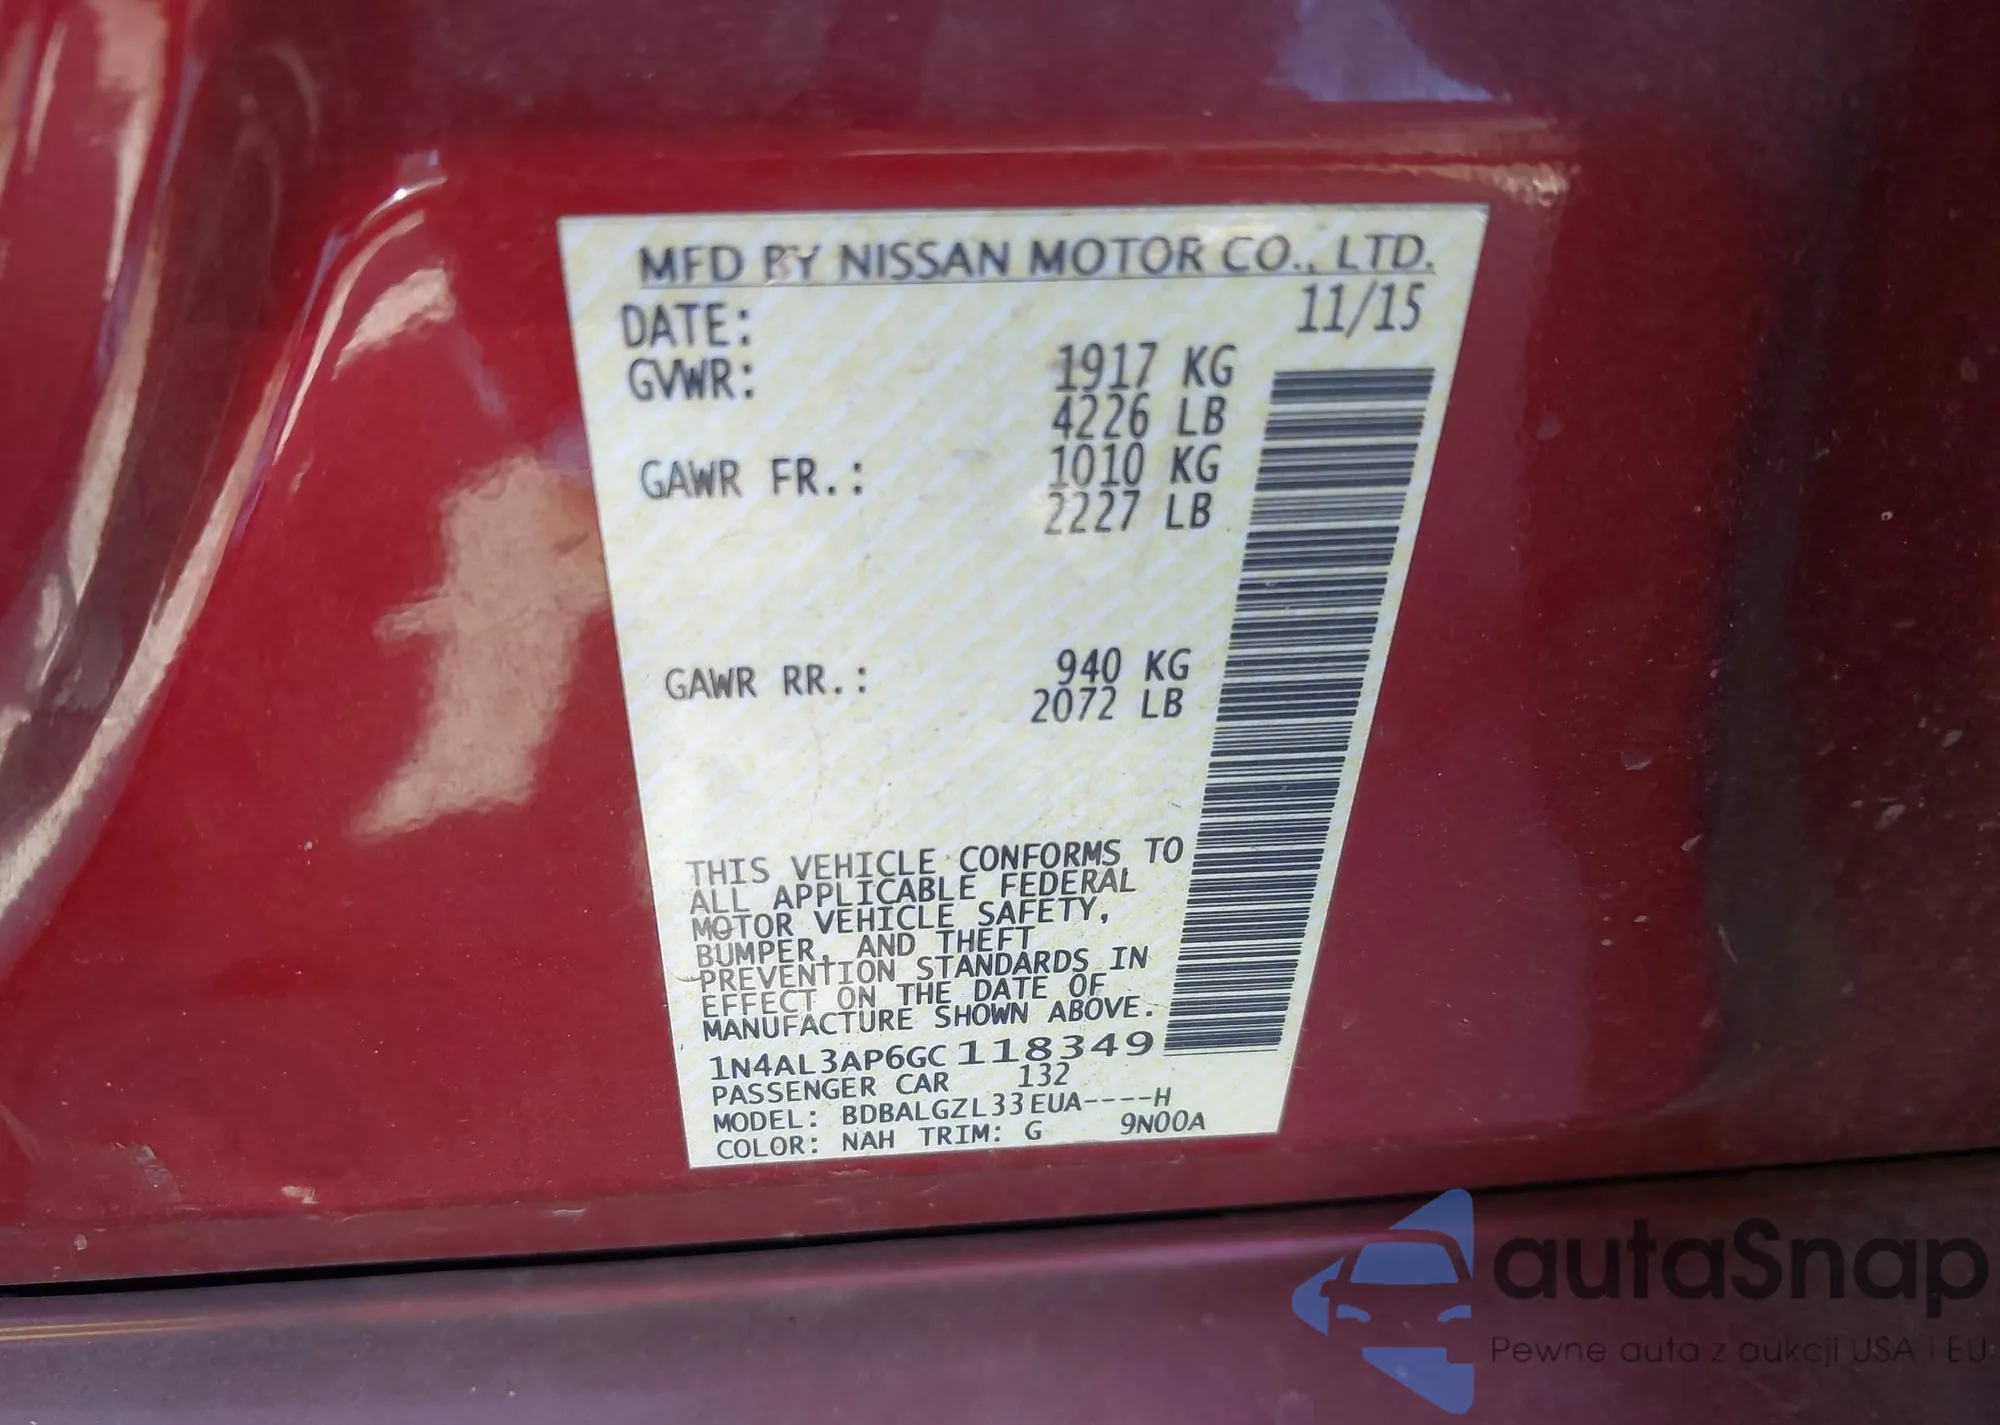 MFD BY NISSAN MOTOR CO., LTD.
DATE: 11/15
GVWR: 1917 KG
4226 LB
GAWR FR.: 1010 KG
2227 LB
GAWR RR.: 940 KG
2072 LB
THIS VEHICLE CONFORMS TO
ALL APPLICABLE FEDERAL
MOTOR VEHICLE SAFETY,
BUMPER, AND THEFT
PREVENTION STANDARDS IN
EFFECT ON THE DATE OF
MANUFACTURE SHOWN ABOVE.
1N4AL3AP6GC118349
PASSENGER CAR 132
MODEL: BDBALGZL33EUA----H
COLOR: NAH TRIM: G 9N00A
autaSnap
Pewne auta z aukcji USA i EU